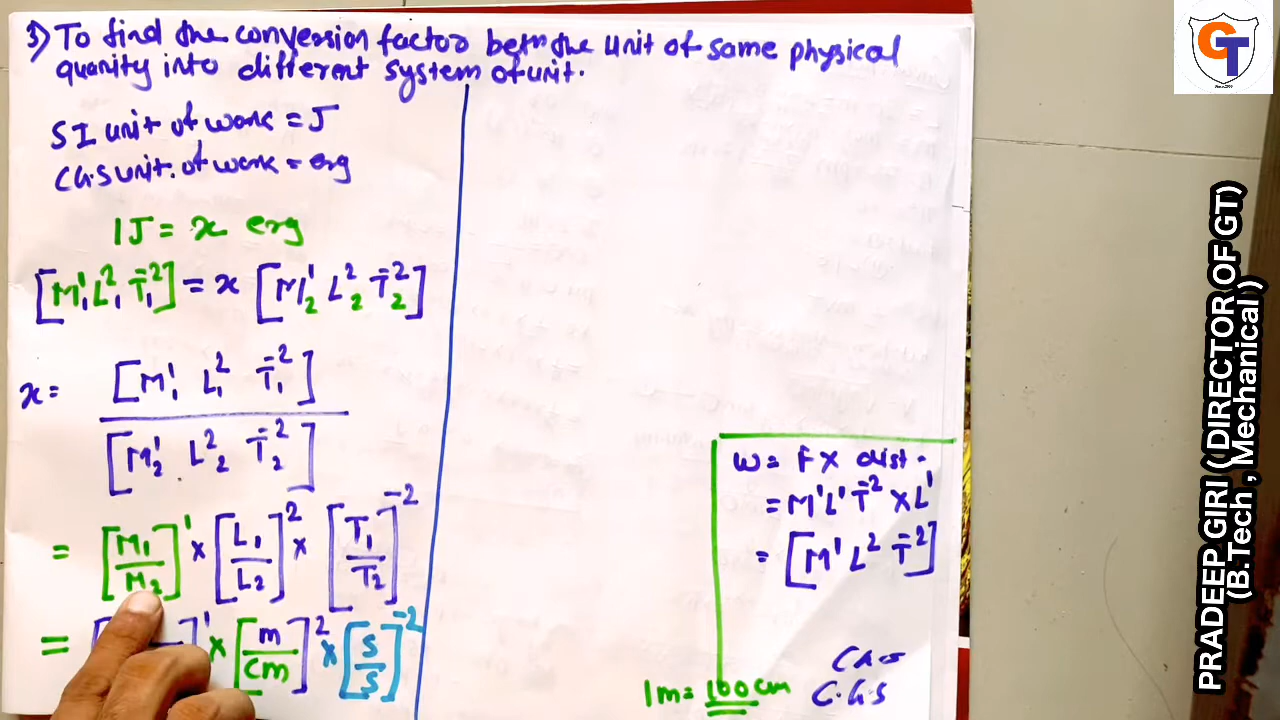 3) To find the conversion factor betn the unit of same physical
quanity into different system of unit.
SI unit of work = J
C.G.S unit. of work = erg
1J = x erg
[M₁¹ L₁² T₁⁻²] = x [M₂¹ L₂² T₂⁻²]
x = [M₁¹ L₁² T₁⁻²]
[M₂¹ L₂² T₂⁻²]
= [M₁/M₂]¹ × [L₁/L₂]² × [T₁/T₂]⁻²
= [ ]¹ × [m/cm]² × [s/s]⁻²
W = F X dist.
= M¹L¹T⁻² × L¹
= [M¹ L² T⁻²]
1m = 100 cm
C.G.S
GT
PRADEEP GIRI ( DIRECTOR OF GT)
(B.Tech , Mechanical )